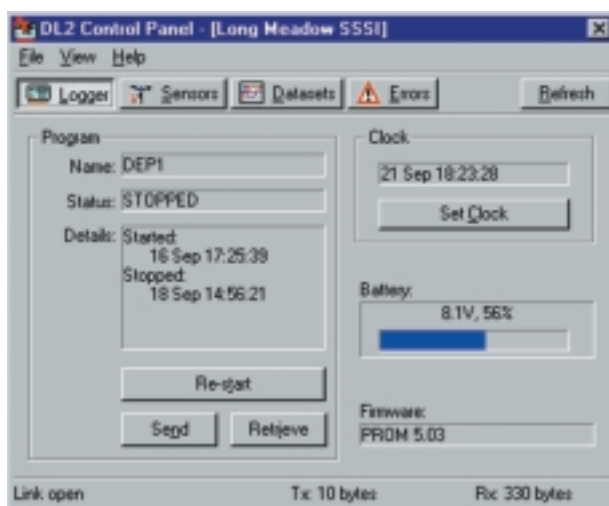 DL2 Control Panel - [Long Meadow SSSI]
File View Help
Logger Sensors Datasets Errors Refresh
Program
Name: DEP1
Status: STOPPED
Details: Started:
16 Sep 17:25:39
Stopped:
18 Sep 14:56:21
Re-start
Send Retrieve
Clock
21 Sep 18:23:28
Set Clock
Battery:
8.1V, 56%
Firmware:
PROM 5.03
Link open Tx: 10 bytes Rx: 330 bytes